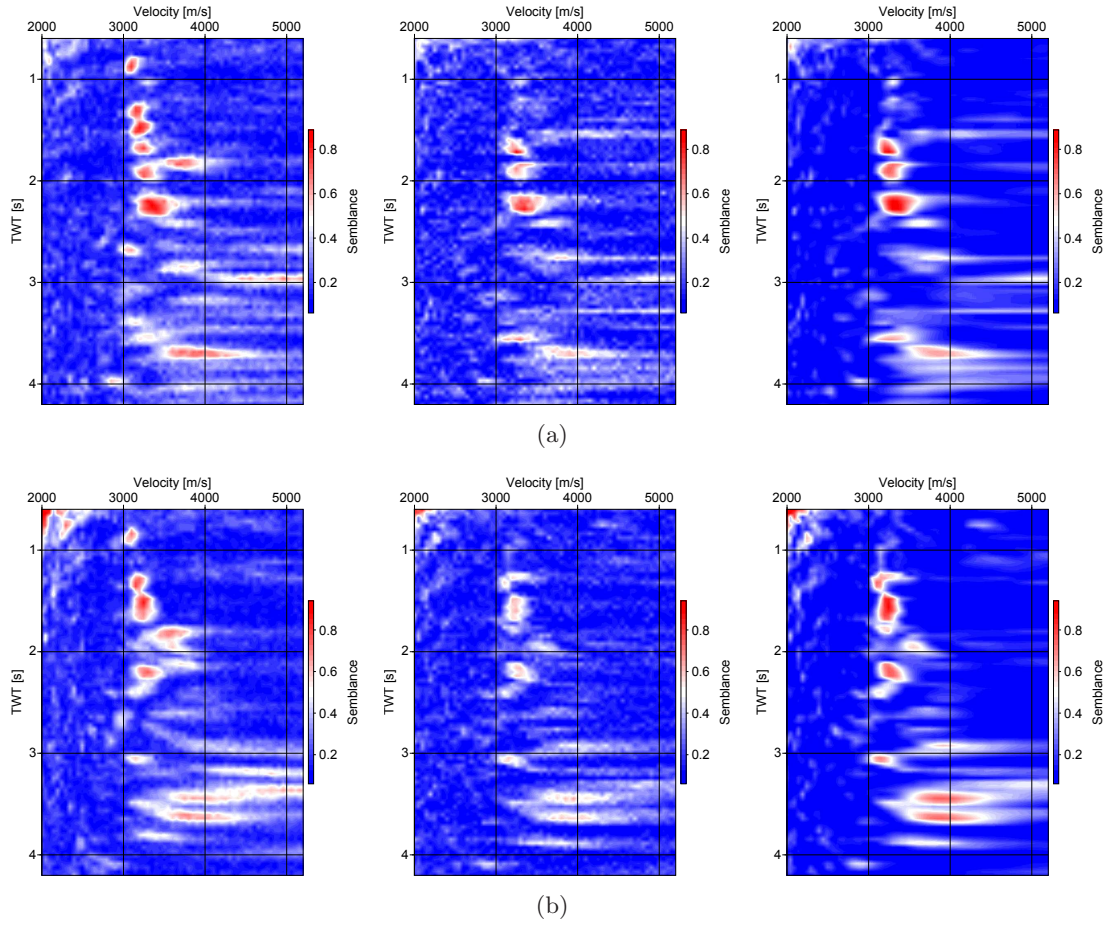 Velocity [m/s] Velocity [m/s] Velocity [m/s]
2000 3000 4000 5000 2000 3000 4000 5000 2000 3000 4000 5000
1 1 1
0.8 0.8 0.8
2 2 2
TWT [s] 0.6 Semblance TWT [s] 0.6 Semblance TWT [s] 0.6 Semblance
0.4 0.4 0.4
3 0.2 3 0.2 3 0.2
4 4 4
(a)
Velocity [m/s] Velocity [m/s] Velocity [m/s]
2000 3000 4000 5000 2000 3000 4000 5000 2000 3000 4000 5000
1 1 1
0.8 0.8 0.8
2 2 2
TWT [s] 0.6 Semblance TWT [s] 0.6 Semblance TWT [s] 0.6 Semblance
0.4 0.4 0.4
3 0.2 3 0.2 3 0.2
4 4 4
(b)